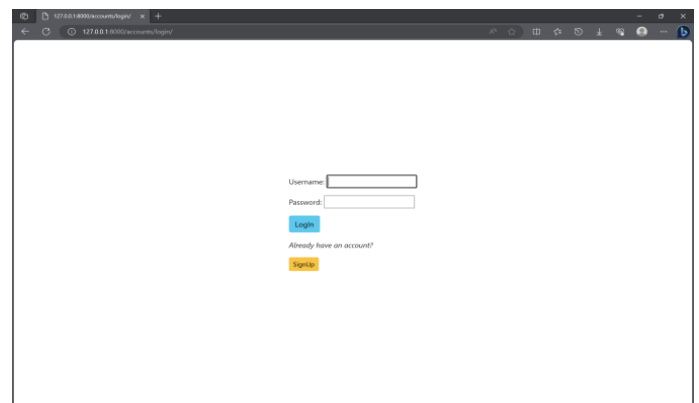 127.0.0.1:8000/accounts/login/
127.0.0.1:8000/accounts/login/
Username:
Password:
Login
Already have an account?
SignUp